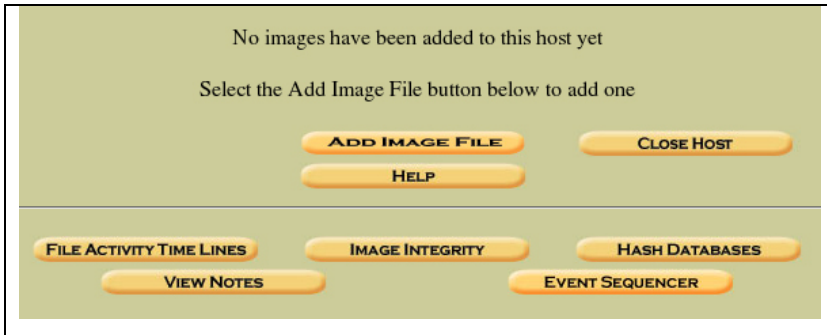 No images have been added to this host yet
Select the Add Image File button below to add one
ADD IMAGE FILE
CLOSE HOST
HELP
FILE ACTIVITY TIME LINES
IMAGE INTEGRITY
HASH DATABASES
VIEW NOTES
EVENT SEQUENCER